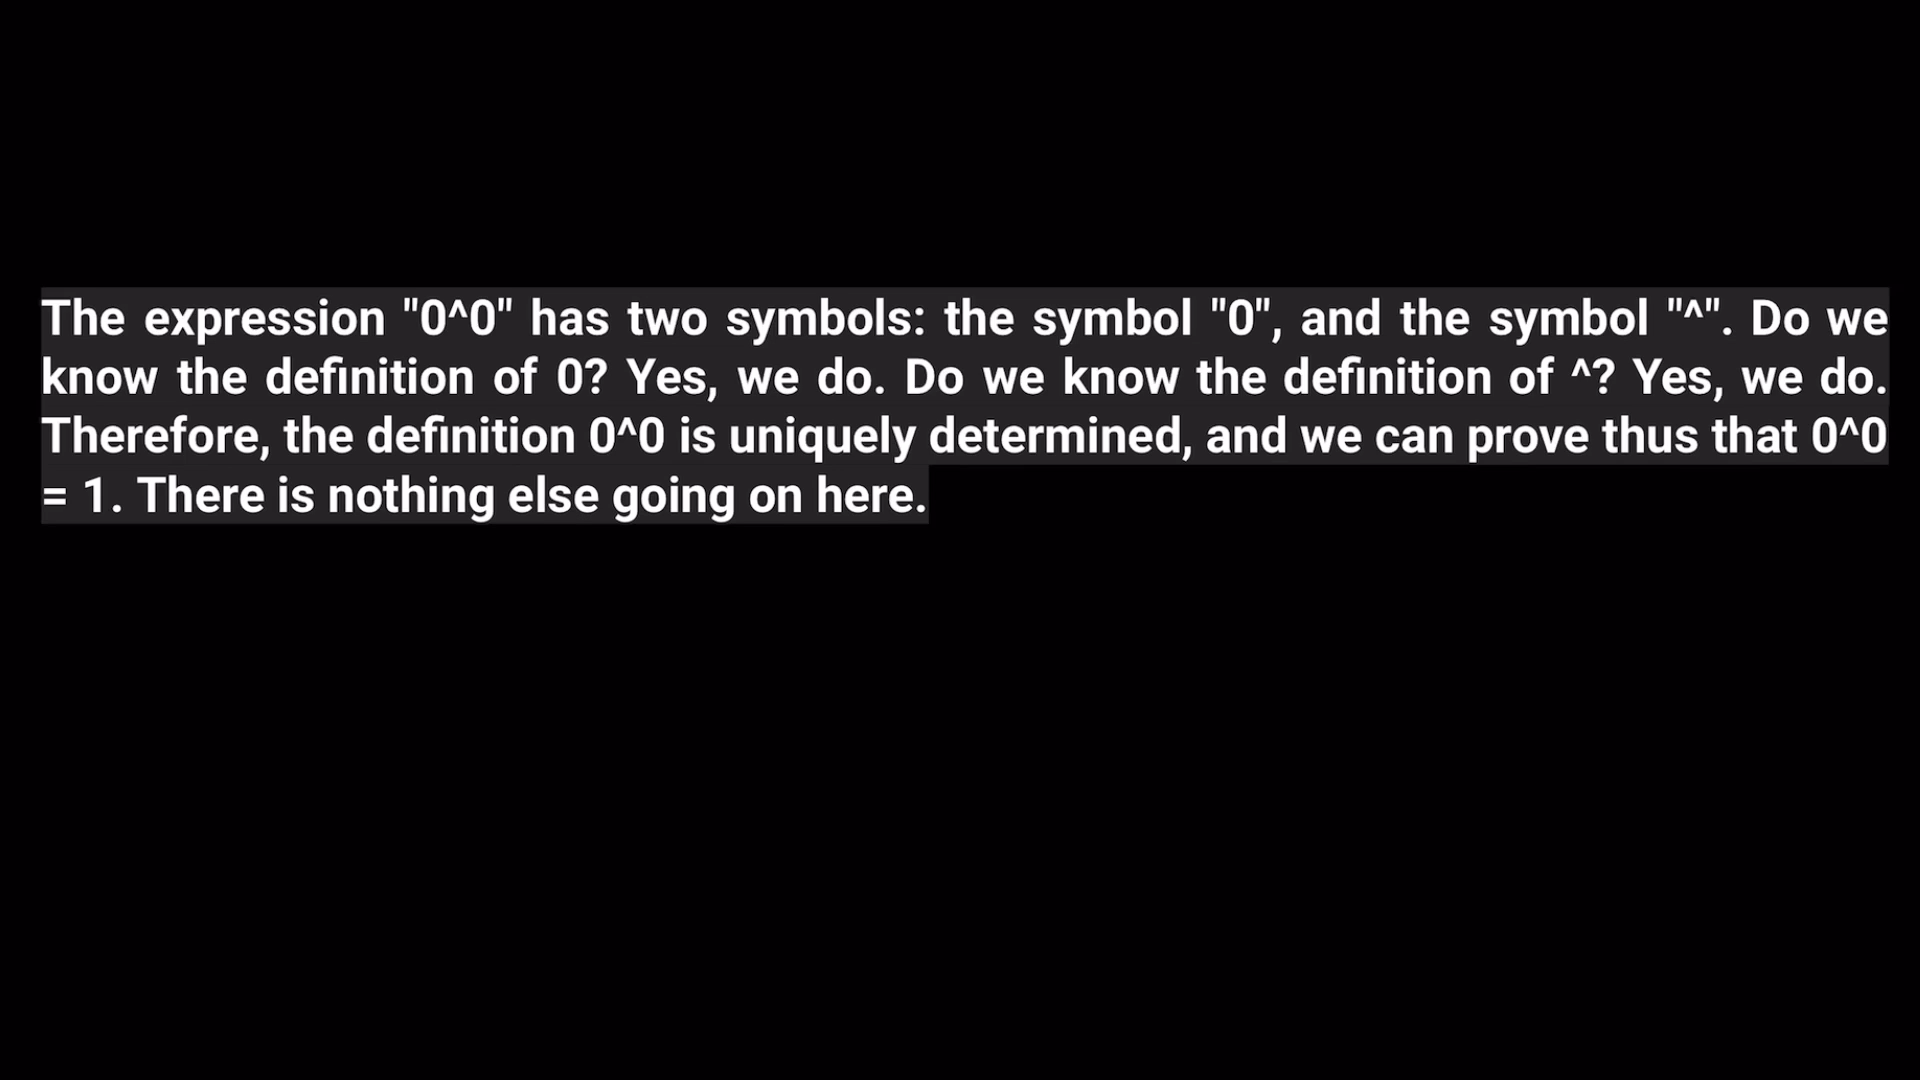 The expression "0^0" has two symbols: the symbol "0", and the symbol "^". Do we
know the definition of 0? Yes, we do. Do we know the definition of ^? Yes, we do.
Therefore, the definition 0^0 is uniquely determined, and we can prove thus that 0^0
= 1. There is nothing else going on here.